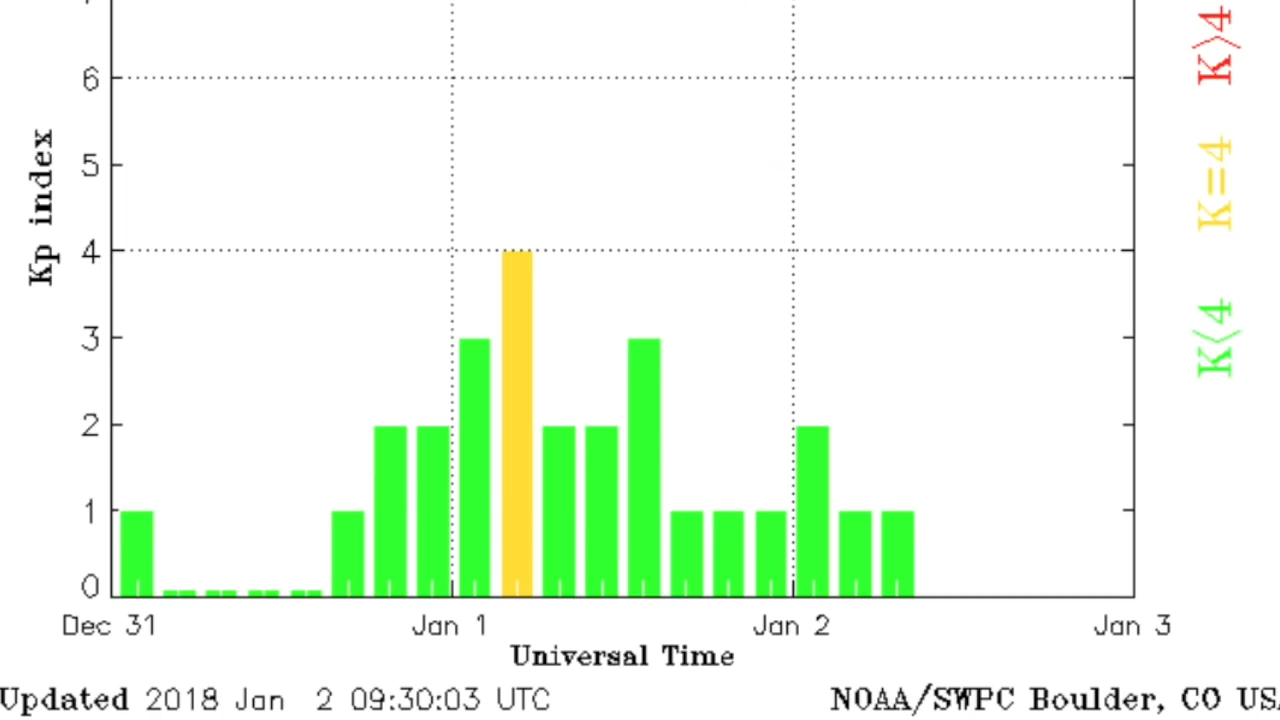 K>4
6
K=4
5
Kp index
4
K<4
3
2
1
0
Dec 31 Jan 1 Jan 2 Jan 3
Universal Time
Updated 2018 Jan 2 09:30:03 UTC NOAA/SWPC Boulder, CO